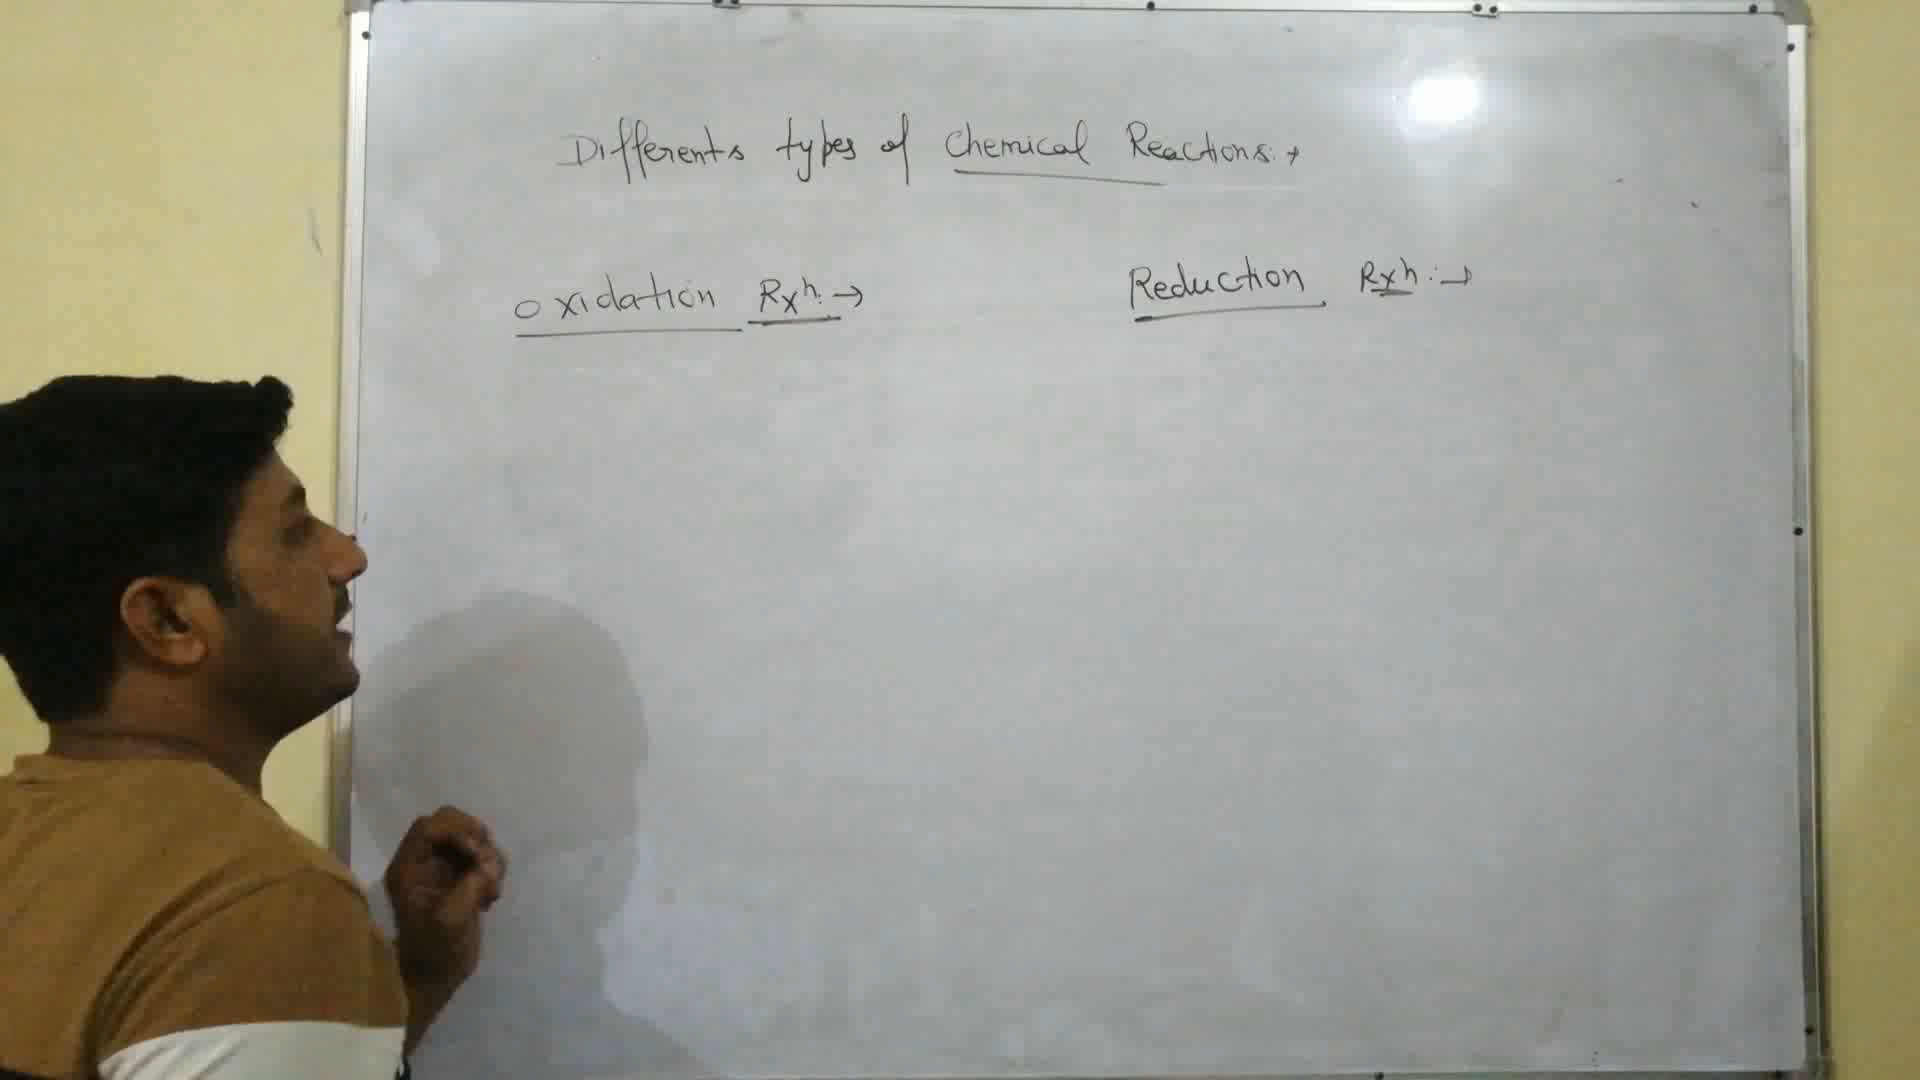 Differents types of Chemical Reactions:→
Oxidation Rxn:→
Reduction Rxn:→